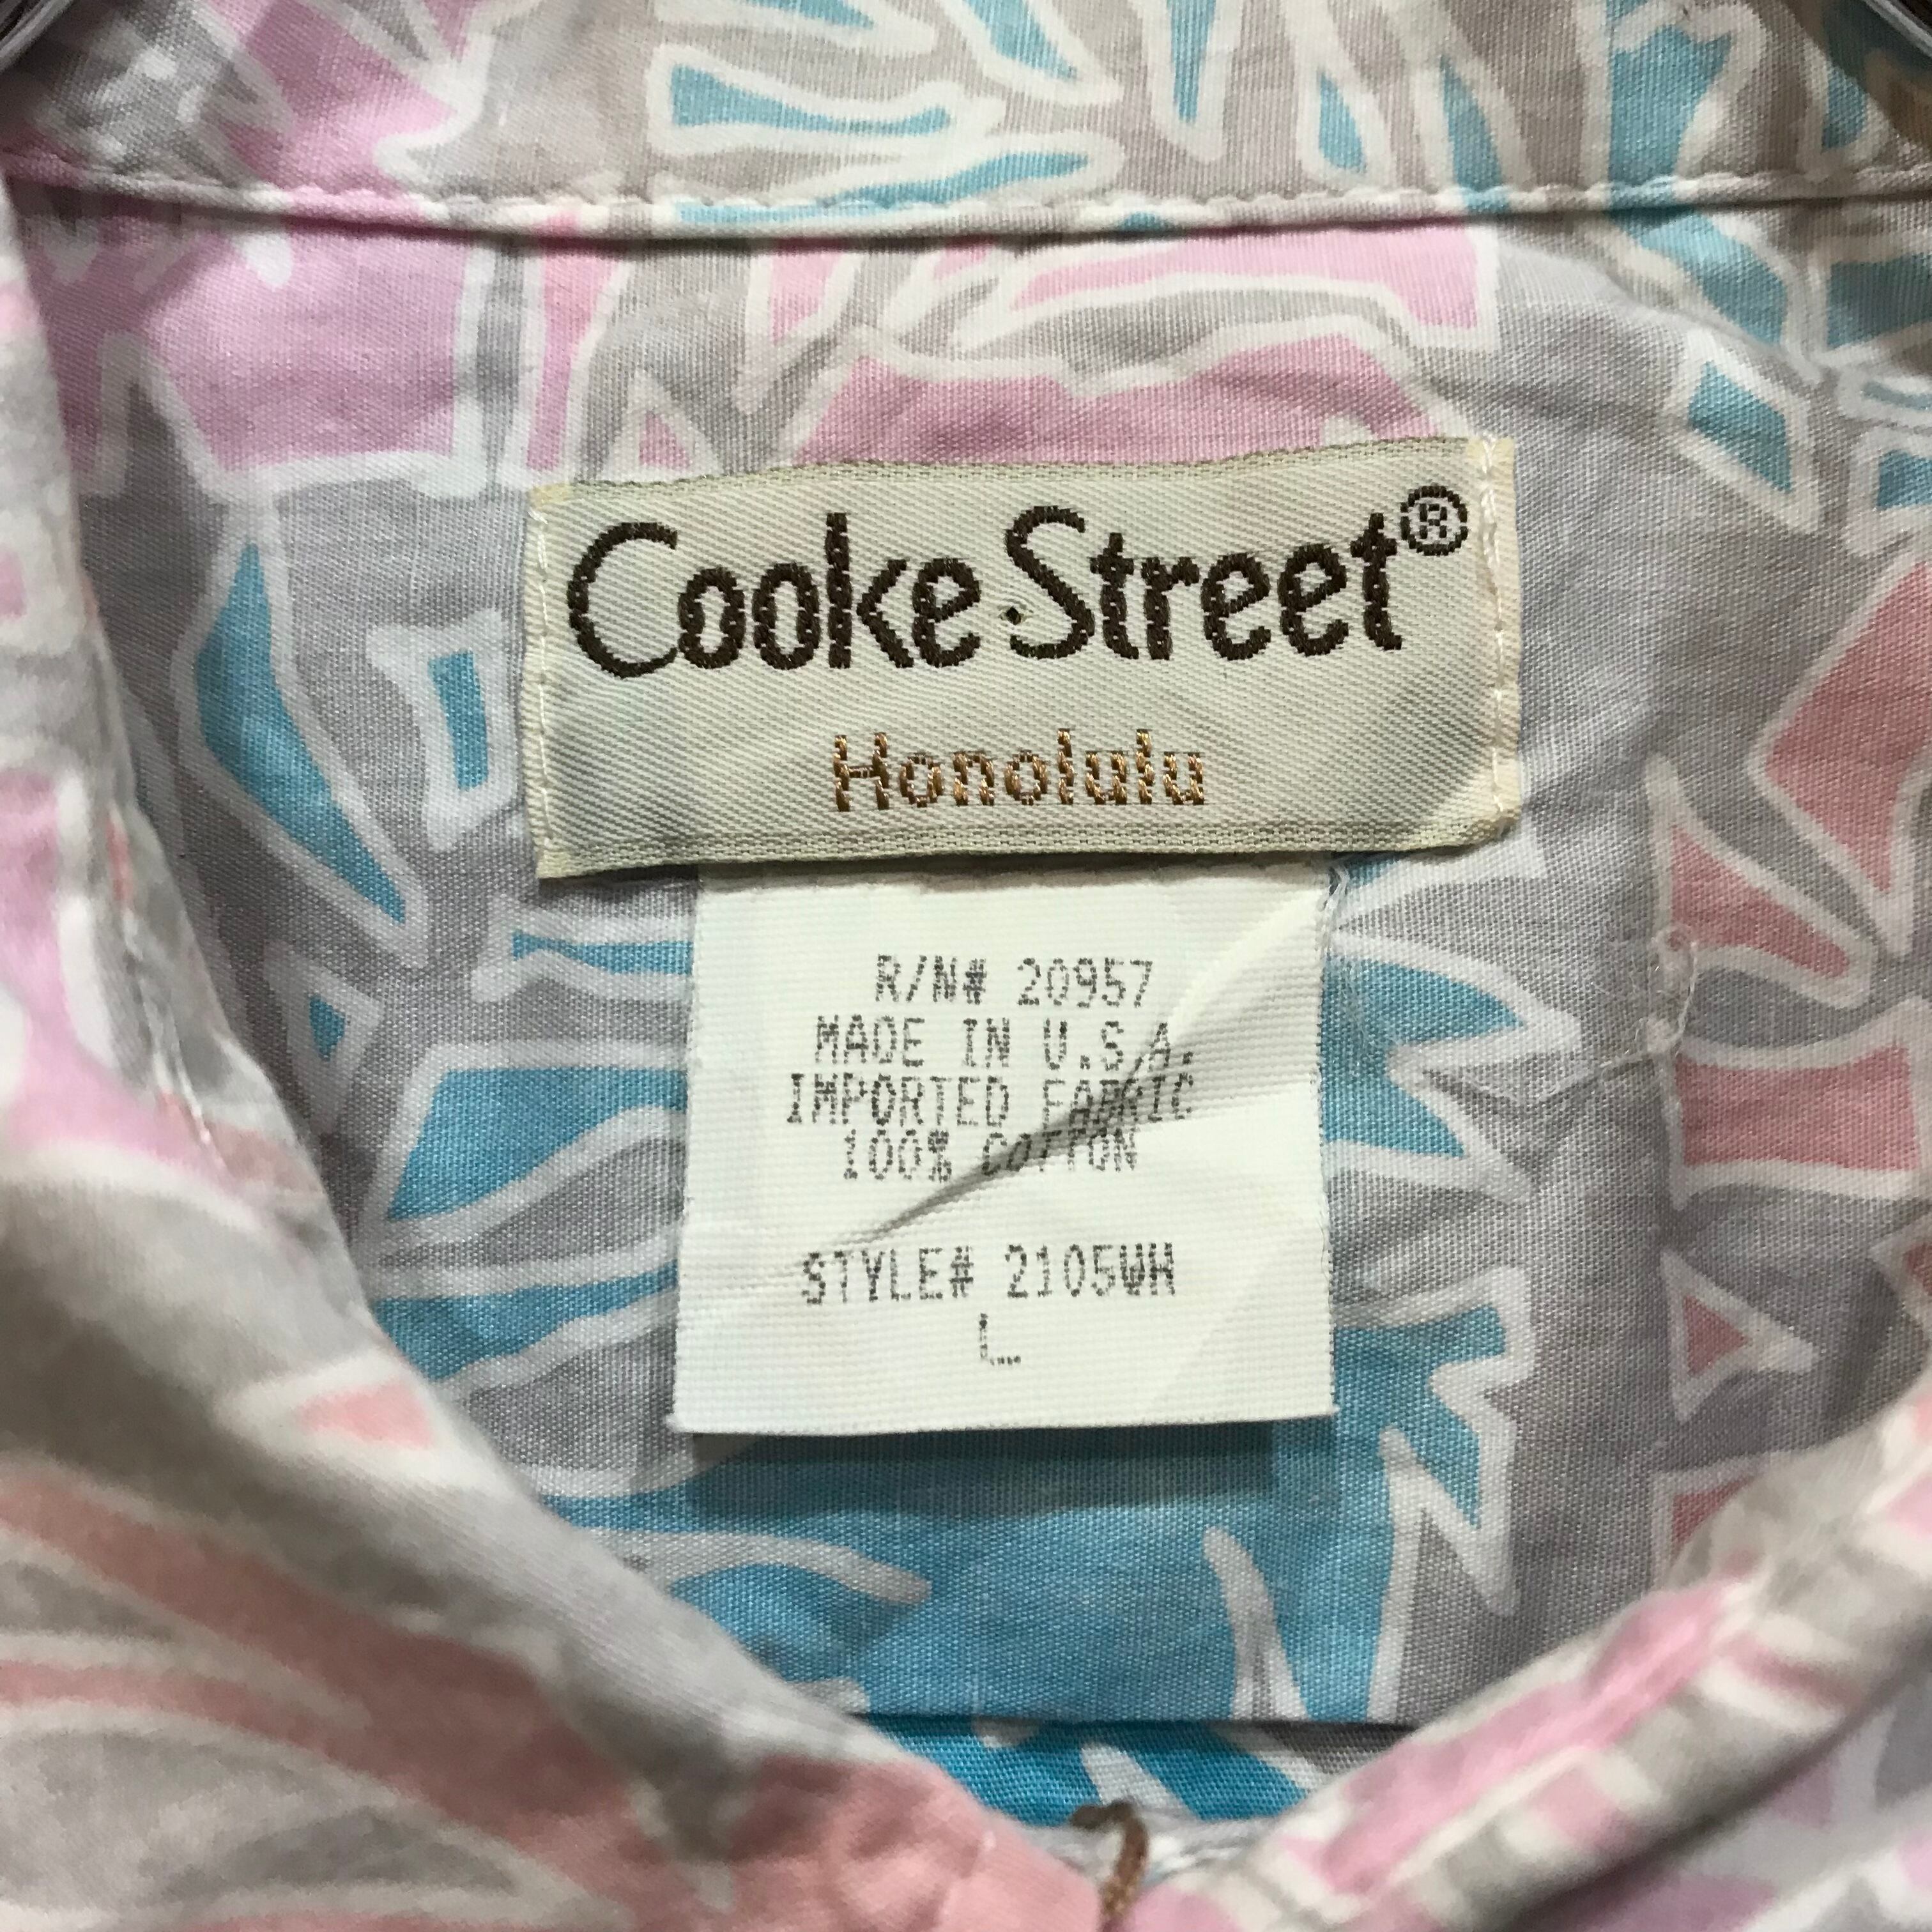 Cooke·Street®
Honolulu
R/N# 20957
MADE IN U.S.A.
IMPORTED FABRIC
100% COTTON
STYLE# 2105WH
L